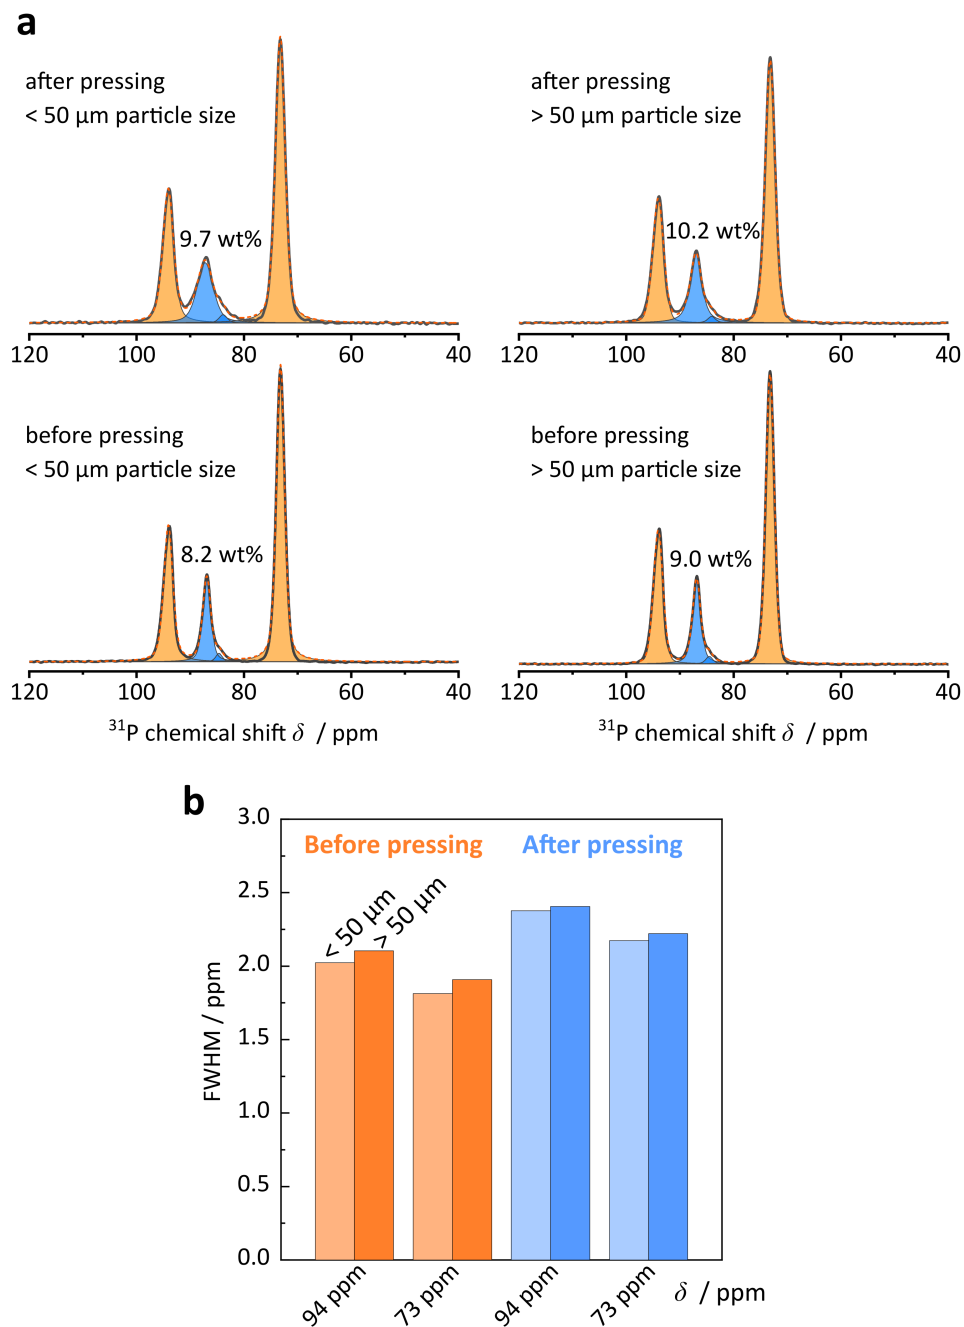 a
after pressing
< 50 µm particle size
9.7 wt%
120 100 80 60 40
after pressing
> 50 µm particle size
10.2 wt%
120 100 80 60 40
before pressing
< 50 µm particle size
8.2 wt%
120 100 80 60 40
³¹P chemical shift δ / ppm
before pressing
> 50 µm particle size
9.0 wt%
120 100 80 60 40
³¹P chemical shift δ / ppm
b
FWHM / ppm
3.0
2.5
2.0
1.5
1.0
0.5
0.0
Before pressing
After pressing
< 50 µm
> 50 µm
94 ppm
73 ppm
94 ppm
73 ppm
δ / ppm